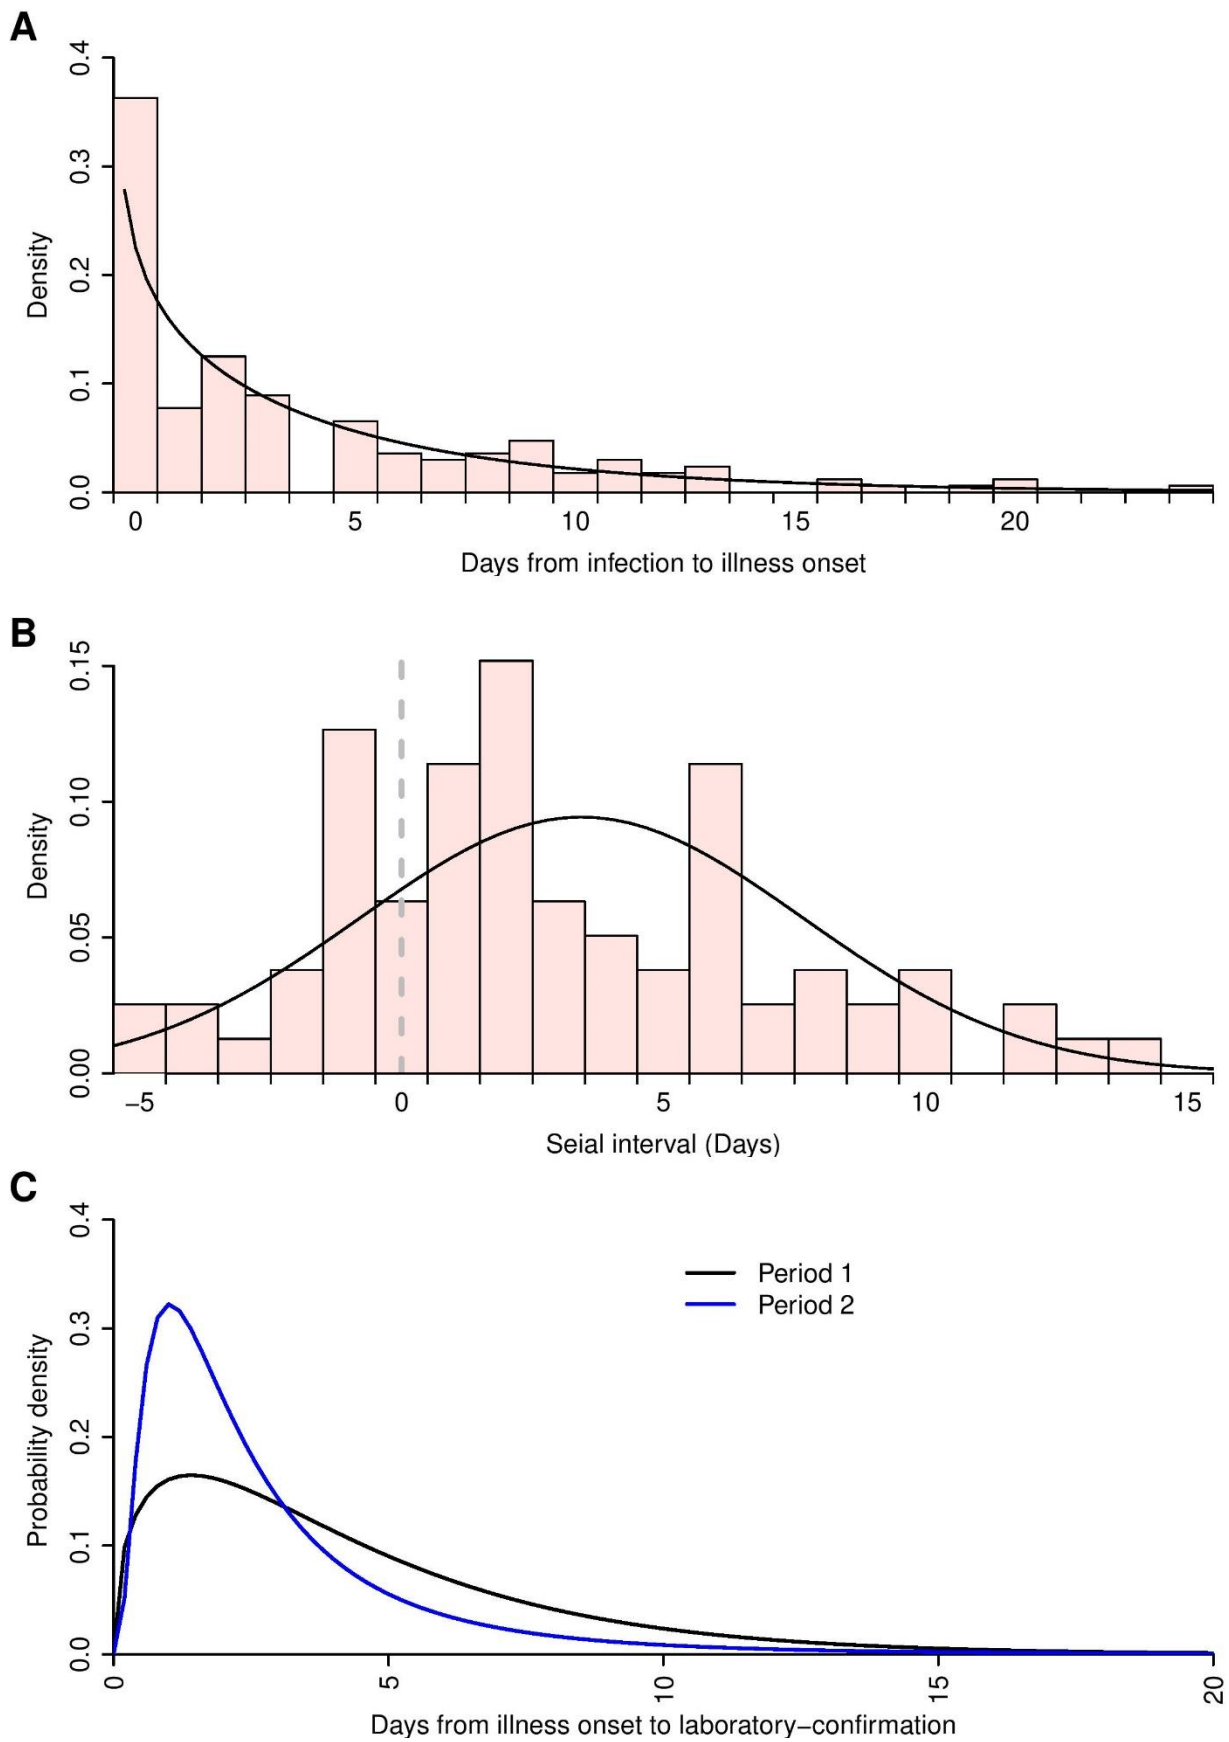 A
0.4
0.3
0.2
0.1
0.0
Density
0 5 10 15 20
Days from infection to illness onset
B
0.15
0.10
0.05
0.00
Density
−5 0 5 10 15
Seial interval (Days)
C
0.4
0.3
0.2
0.1
0.0
Probability density
Period 1
Period 2
0 5 10 15 20
Days from illness onset to laboratory−confirmation